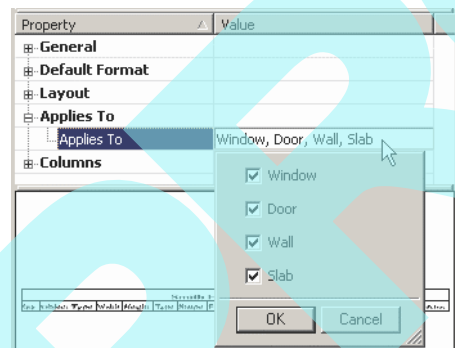 Property Value
General
Default Format
Layout
Applies To
Applies To Window, Door, Wall, Slab
Columns
Window
Door
Wall
Slab
OK Cancel